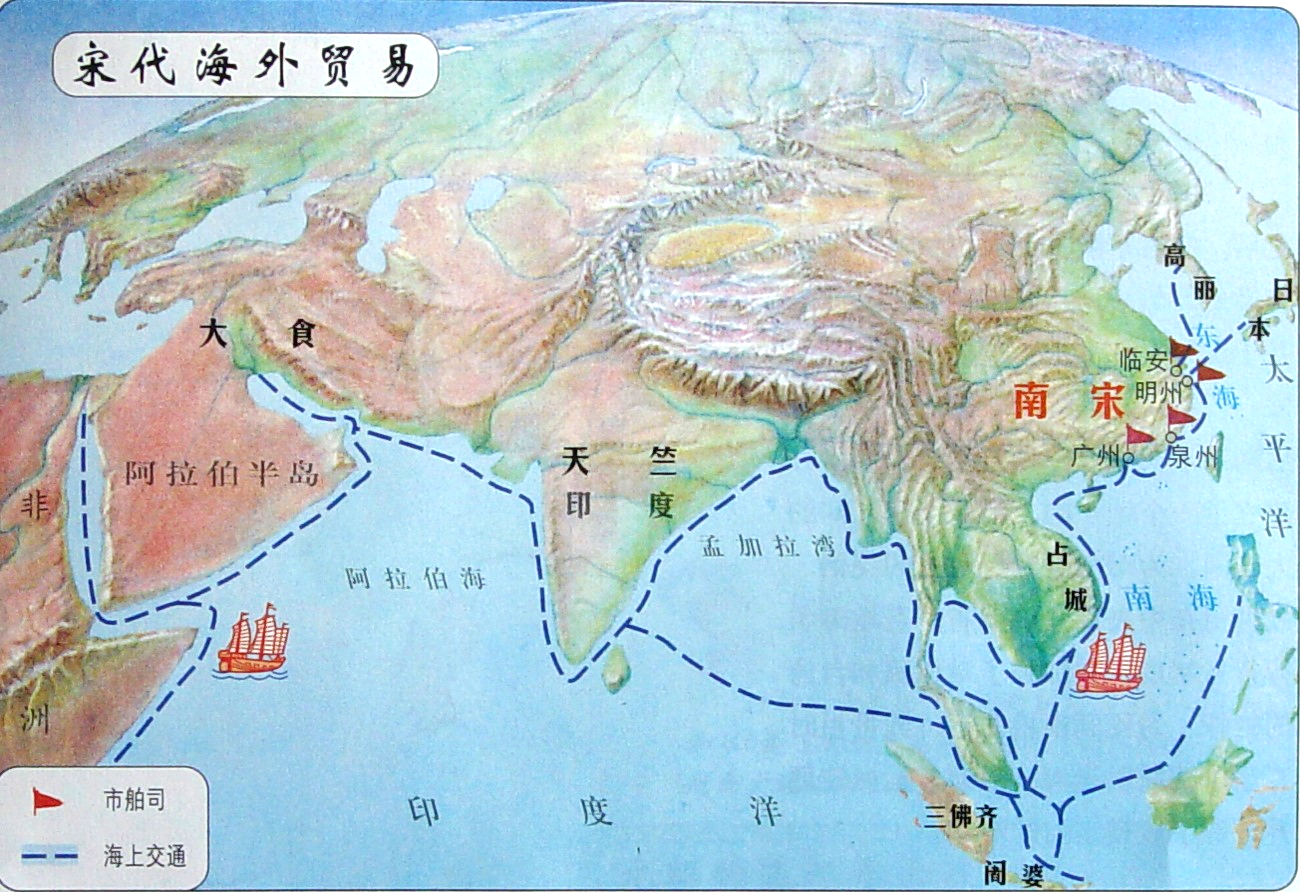 宋代海外贸易
高丽
日本
东海
太平洋
临安
明州
南宋
泉州
广州
大食
阿拉伯半岛
非洲
天竺
印度
孟加拉湾
阿拉伯海
占城
南海
三佛齐
阇婆
印度洋
市舶司
海上交通